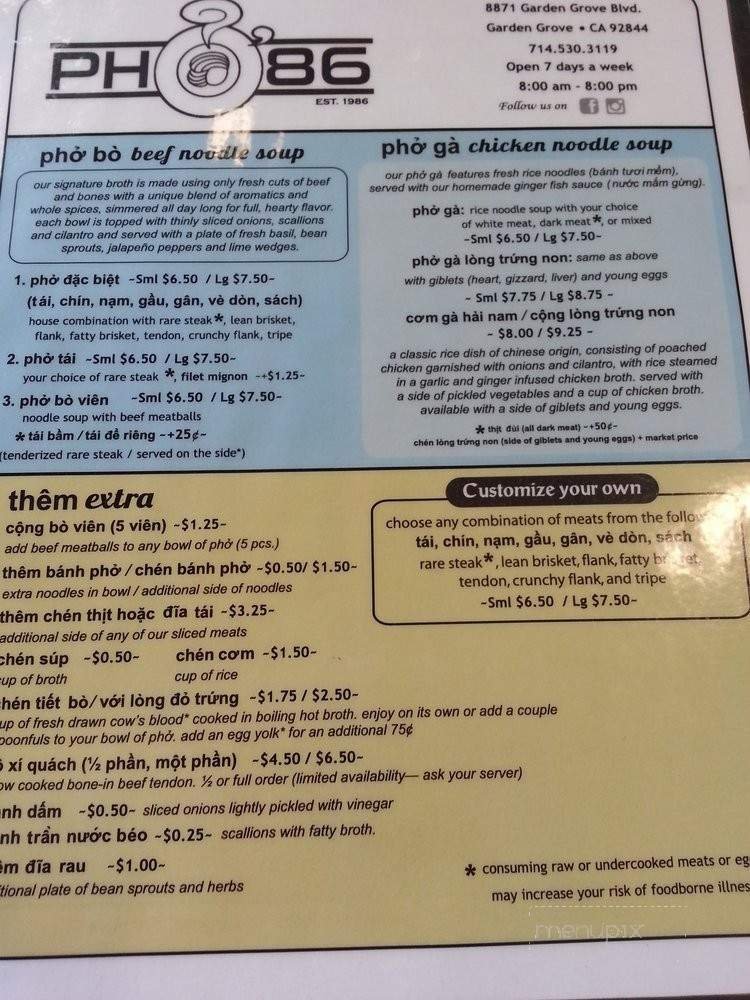 PHỞ'86
EST. 1986
8871 Garden Grove Blvd.
Garden Grove • CA 92844
714.530.3119
Open 7 days a week
8:00 am - 8:00 pm
Follow us on
phở bò beef noodle soup
our signature broth is made using only fresh cuts of beef
and bones with a unique blend of aromatics and
whole spices, simmered all day long for full, hearty flavor.
each bowl is topped with thinly sliced onions, scallions
and cilantro and served with a plate of fresh basil, bean
sprouts, jalapeño peppers and lime wedges.
1. phở đặc biệt ~Sml $6.50 / Lg $7.50~
(tái, chín, nạm, gầu, gân, vè dòn, sách)
house combination with rare steak*, lean brisket,
flank, fatty brisket, tendon, crunchy flank, tripe
2. phở tái ~Sml $6.50 / Lg $7.50~
your choice of rare steak *, filet mignon ~+$1.25~
3. phở bò viên ~Sml $6.50 / Lg $7.50~
noodle soup with beef meatballs
* tái bằm / tái để riêng ~+25¢~
(tenderized rare steak / served on the side*)
phở gà chicken noodle soup
our phở gà features fresh rice noodles (bánh tươi mềm),
served with our homemade ginger fish sauce (nước mắm gừng).
phở gà: rice noodle soup with your choice
of white meat, dark meat*, or mixed
~Sml $6.50 / Lg $7.50~
phở gà lòng trứng non: same as above
with giblets (heart, gizzard, liver) and young eggs
~ Sml $7.75 / Lg $8.75 ~
cơm gà hải nam / cộng lòng trứng non
~ $8.00 / $9.25 ~
a classic rice dish of chinese origin, consisting of poached
chicken garnished with onions and cilantro, with rice steamed
in a garlic and ginger infused chicken broth. served with
a side of pickled vegetables and a cup of chicken broth.
available with a side of giblets and young eggs.
* thịt đùi (all dark meat) ~+50¢~
chén lòng trứng non (side of giblets and young eggs) + market price
thêm extra
cộng bò viên (5 viên) ~$1.25~
add beef meatballs to any bowl of phở (5 pcs.)
thêm bánh phở / chén bánh phở ~$0.50/ $1.50~
extra noodles in bowl / additional side of noodles
thêm chén thịt hoặc đĩa tái ~$3.25~
additional side of any of our sliced meats
chén súp ~$0.50~ chén cơm ~$1.50~
cup of broth cup of rice
chén tiết bò/với lòng đỏ trứng ~$1.75 / $2.50~
up of fresh drawn cow's blood* cooked in boiling hot broth. enjoy on its own or add a couple
poonfuls to your bowl of phở. add an egg yolk* for an additional 75¢
xí quách (½ phần, một phần) ~$4.50 / $6.50~
ow cooked bone-in beef tendon. ½ or full order (limited availability— ask your server)
nh dấm ~$0.50~ sliced onions lightly pickled with vinegar
nh trần nước béo ~$0.25~ scallions with fatty broth.
êm đĩa rau ~$1.00~
itional plate of bean sprouts and herbs
Customize your own
choose any combination of meats from the follow
tái, chín, nạm, gầu, gân, vè dòn, sách
rare steak*, lean brisket, flank, fatty
tendon, crunchy flank, and tripe
~Sml $6.50 / Lg $7.50~
* consuming raw or undercooked meats or eg
may increase your risk of foodborne illnes
menupix